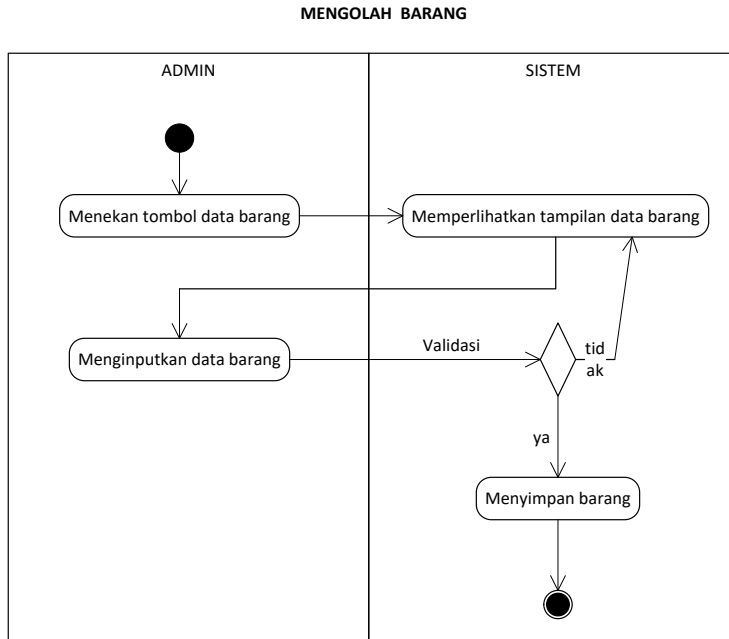 MENGOLAH BARANG
ADMIN
SISTEM
Menekan tombol data barang
Memperlihatkan tampilan data barang
Menginputkan data barang
Validasi
tid
ak
ya
Menyimpan barang